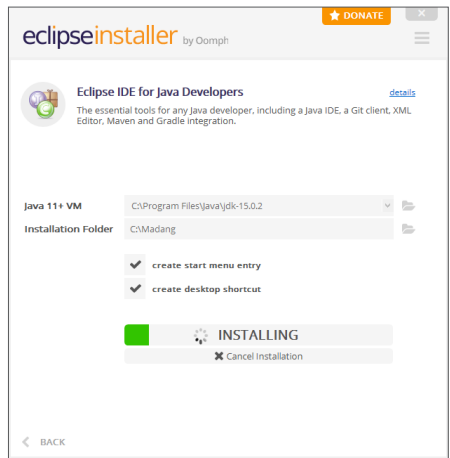 ★ DONATE
eclipseinstaller by Oomph
Eclipse IDE for Java Developers
details
The essential tools for any Java developer, including a Java IDE, a Git client, XML
Editor, Maven and Gradle integration.
Java 11+ VM
C:\Program Files\Java\jdk-15.0.2
Installation Folder
C:\Madang
create start menu entry
create desktop shortcut
INSTALLING
Cancel Installation
BACK